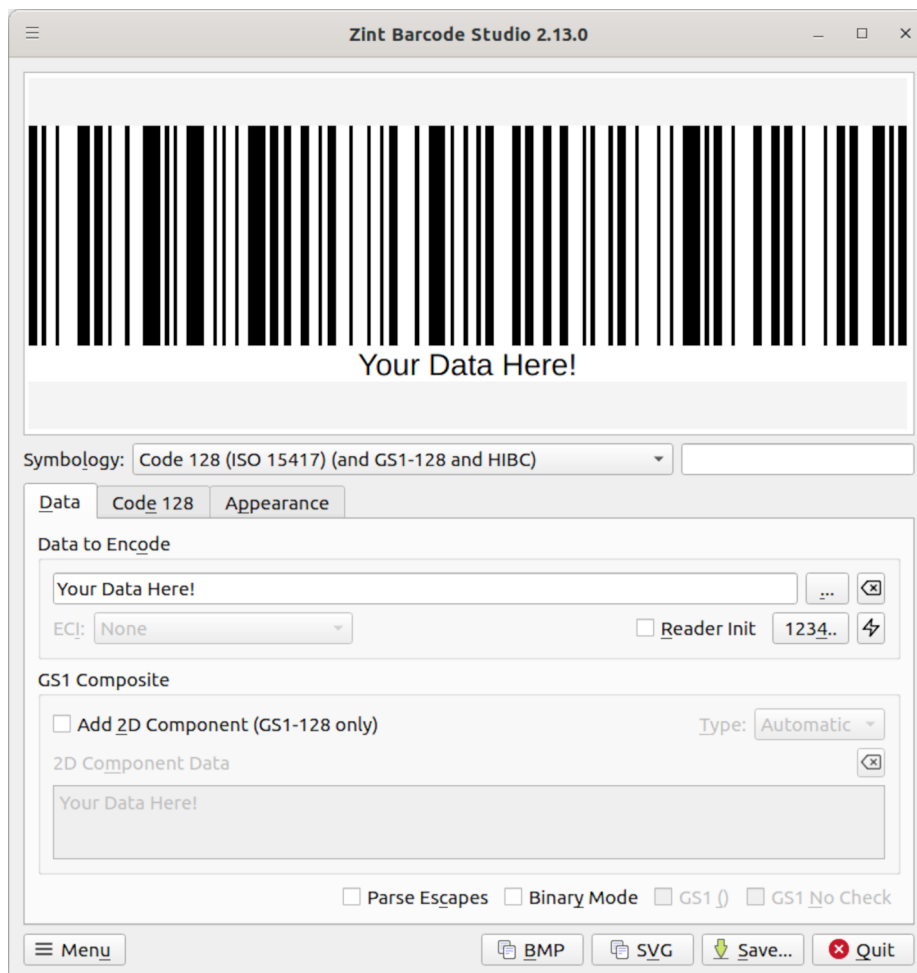 Zint Barcode Studio 2.13.0
Your Data Here!
Symbology: Code 128 (ISO 15417) (and GS1-128 and HIBC)
Data Code 128 Appearance
Data to Encode
Your Data Here! ...
ECI: None Reader Init 1234..
GS1 Composite
Add 2D Component (GS1-128 only) Type: Automatic
2D Component Data
Your Data Here!
Parse Escapes Binary Mode GS1 () GS1 No Check
Menu BMP SVG Save... Quit